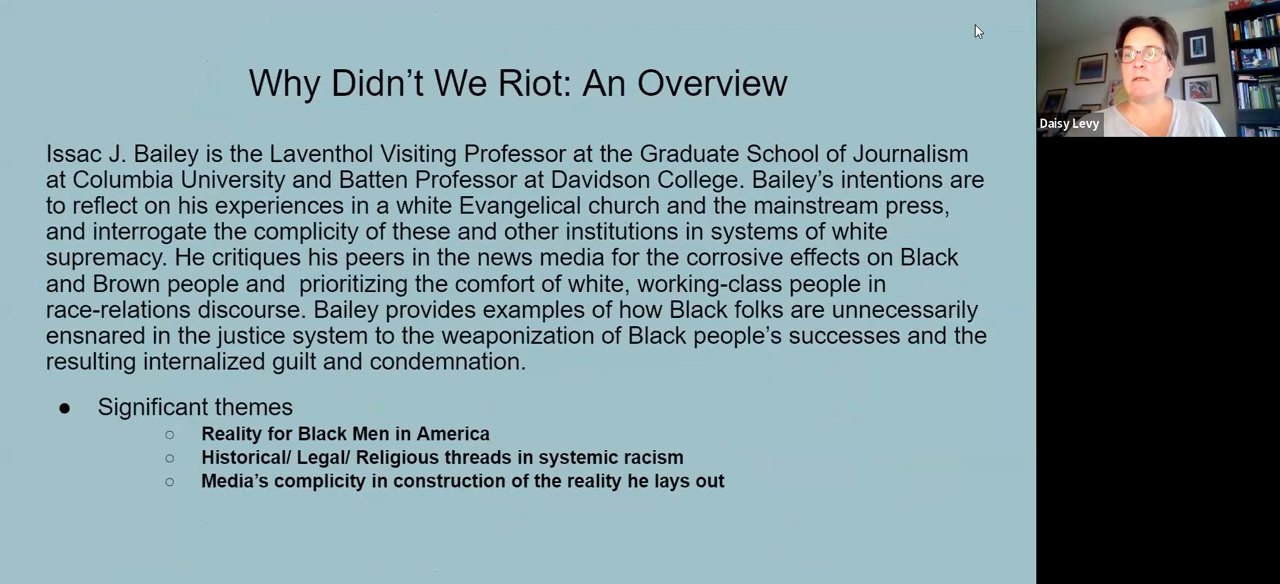 Why Didn’t We Riot: An Overview
Issac J. Bailey is the Laventhol Visiting Professor at the Graduate School of Journalism
at Columbia University and Batten Professor at Davidson College. Bailey’s intentions are
to reflect on his experiences in a white Evangelical church and the mainstream press,
and interrogate the complicity of these and other institutions in systems of white
supremacy. He critiques his peers in the news media for the corrosive effects on Black
and Brown people and  prioritizing the comfort of white, working-class people in
race-relations discourse. Bailey provides examples of how Black folks are unnecessarily
ensnared in the justice system to the weaponization of Black people’s successes and the
resulting internalized guilt and condemnation.
● Significant themes
○ Reality for Black Men in America
○ Historical/ Legal/ Religious threads in systemic racism
○ Media’s complicity in construction of the reality he lays out
Daisy Levy